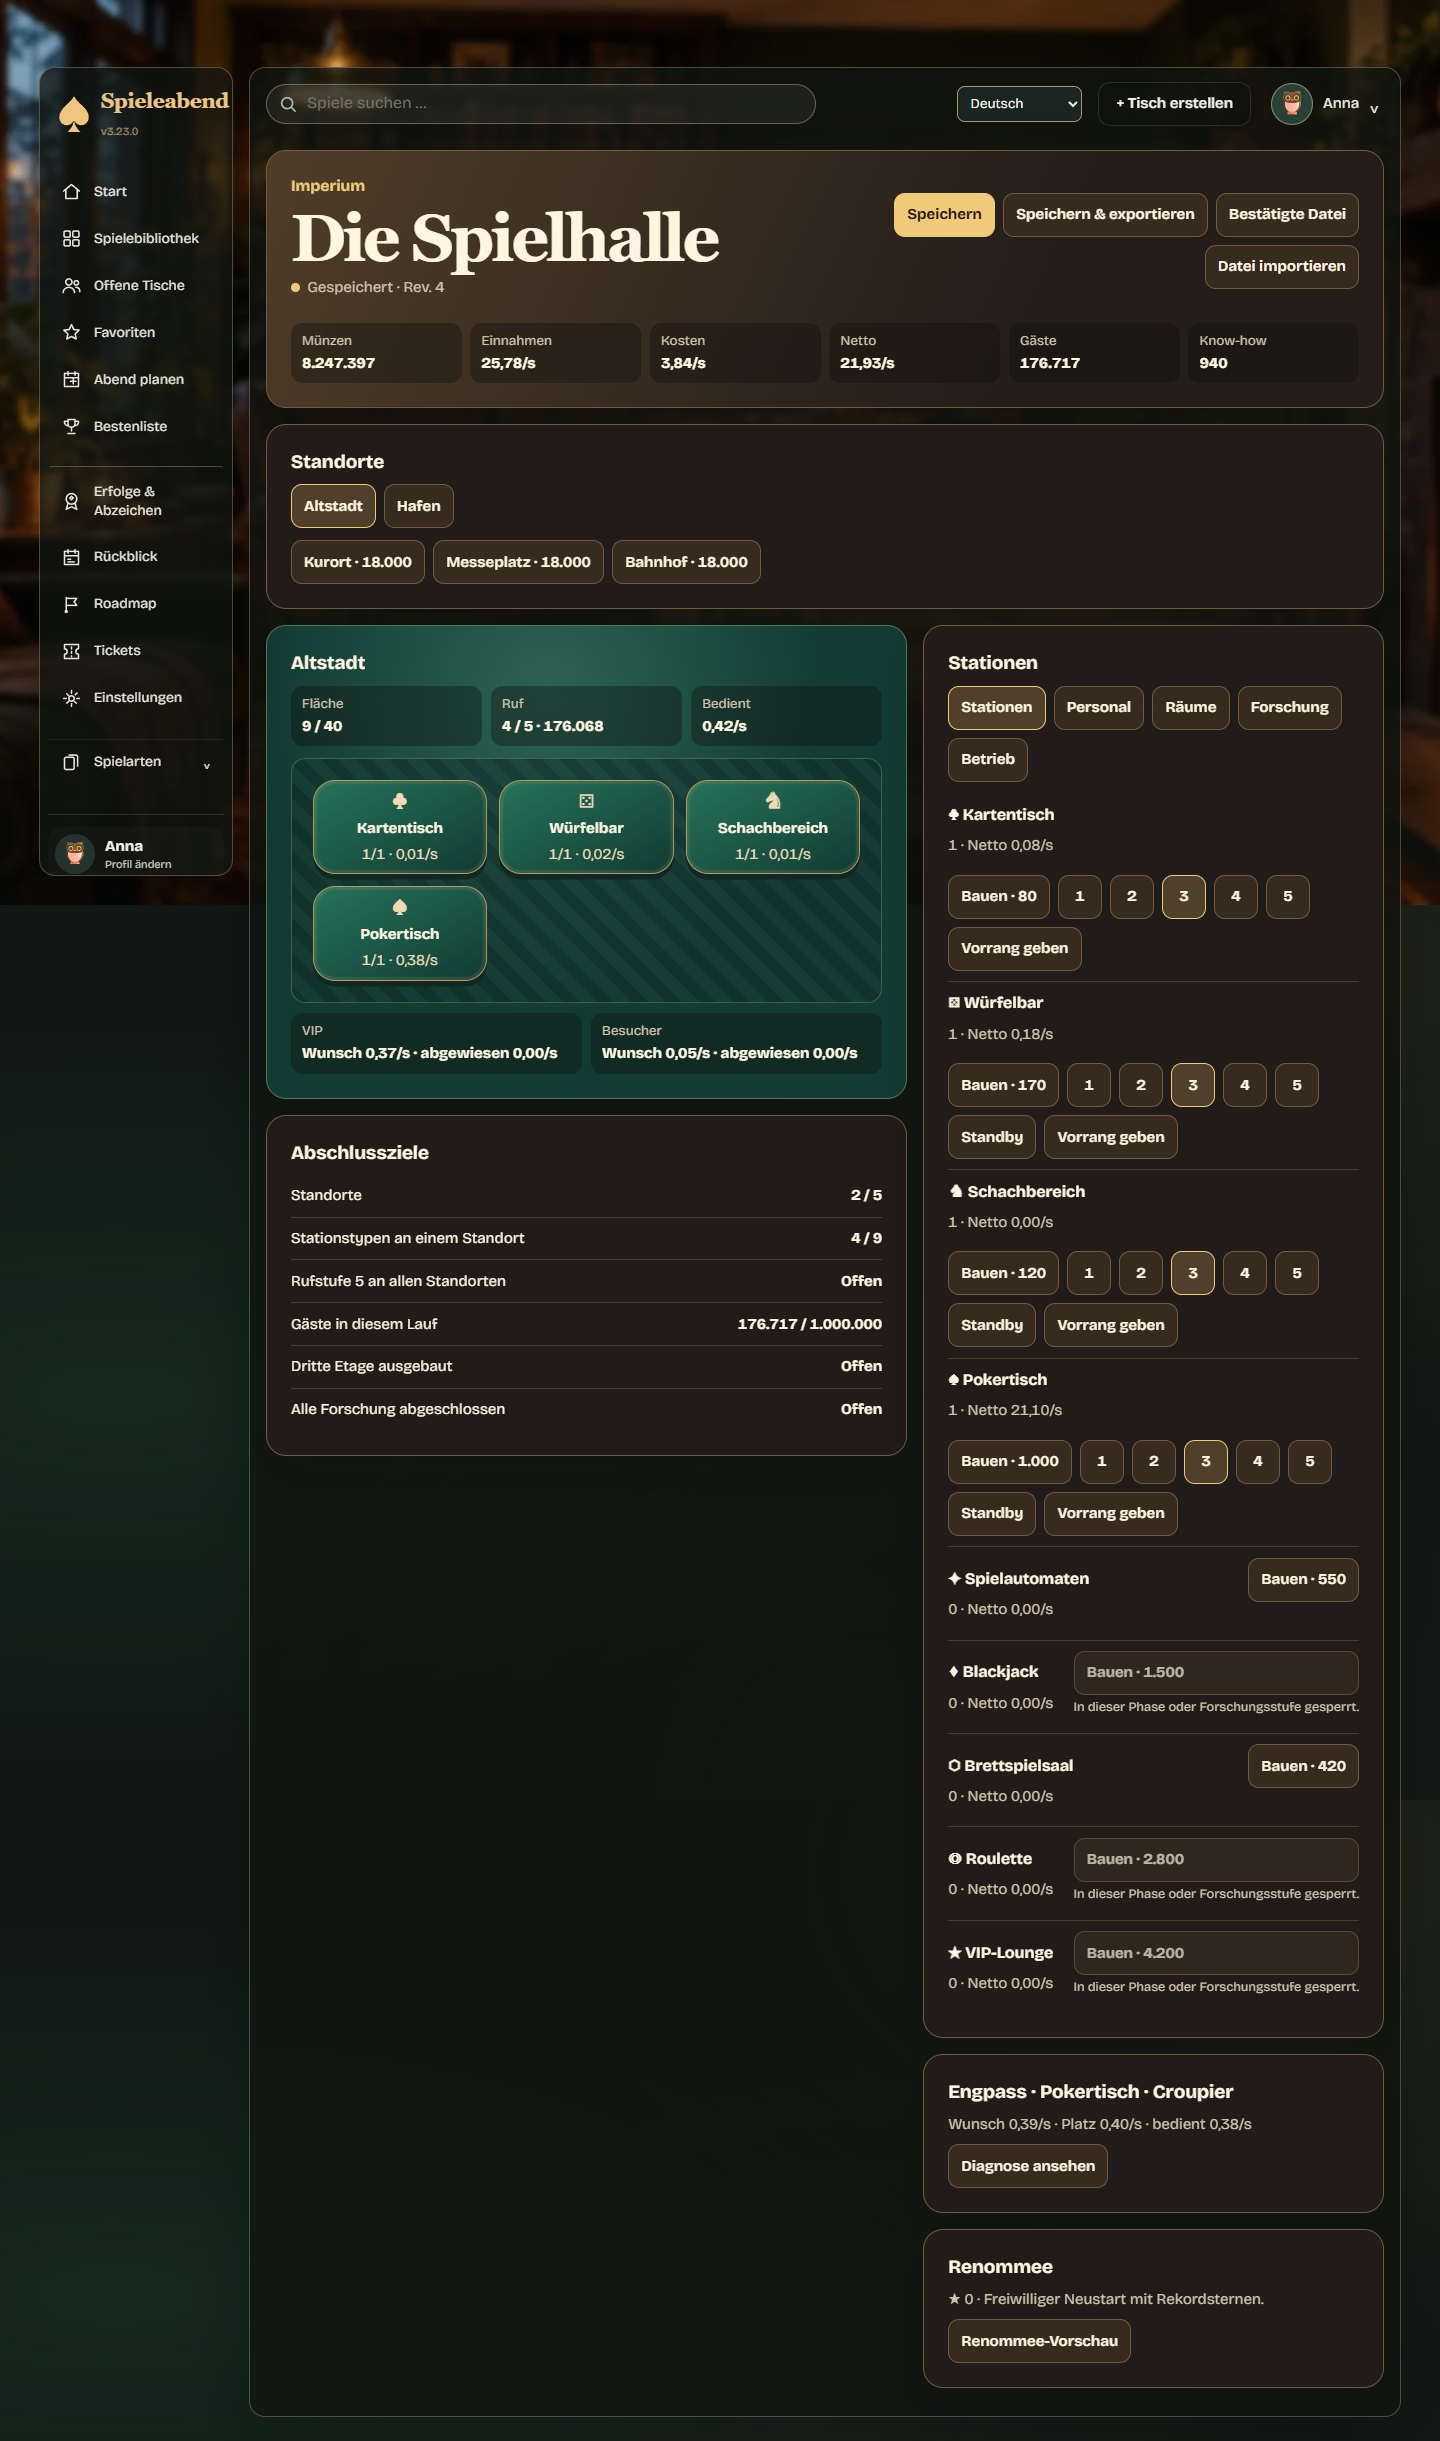 Spieleabend
v3.23.0
Start
Spielebibliothek
Offene Tische
Favoriten
Abend planen
Bestenliste
Erfolge &
Abzeichen
Rückblick
Roadmap
Tickets
Einstellungen
Spielarten
Anna
Profil ändern
Spiele suchen ...
Deutsch
+ Tisch erstellen
Anna
Imperium
Die Spielhalle
Gespeichert · Rev. 4
Speichern
Speichern & exportieren
Bestätigte Datei
Datei importieren
Münzen
8.247.397
Einnahmen
25,78/s
Kosten
3,84/s
Netto
21,93/s
Gäste
176.717
Know-how
940
Standorte
Altstadt
Hafen
Kurort · 18.000
Messeplatz · 18.000
Bahnhof · 18.000
Altstadt
Fläche
9 / 40
Ruf
4 / 5 · 176.068
Bedient
0,42/s
♣
Kartentisch
1/1 · 0,01/s
⚄
Würfelbar
1/1 · 0,02/s
♞
Schachbereich
1/1 · 0,01/s
♠
Pokertisch
1/1 · 0,38/s
VIP
Wunsch 0,37/s · abgewiesen 0,00/s
Besucher
Wunsch 0,05/s · abgewiesen 0,00/s
Abschlussziele
Standorte 2 / 5
Stationstypen an einem Standort 4 / 9
Rufstufe 5 an allen Standorten Offen
Gäste in diesem Lauf 176.717 / 1.000.000
Dritte Etage ausgebaut Offen
Alle Forschung abgeschlossen Offen
Stationen
Stationen
Personal
Räume
Forschung
Betrieb
♣ Kartentisch
1 · Netto 0,08/s
Bauen · 80 1 2 3 4 5
Vorrang geben
⚄ Würfelbar
1 · Netto 0,18/s
Bauen · 170 1 2 3 4 5
Standby Vorrang geben
♞ Schachbereich
1 · Netto 0,00/s
Bauen · 120 1 2 3 4 5
Standby Vorrang geben
♠ Pokertisch
1 · Netto 21,10/s
Bauen · 1.000 1 2 3 4 5
Standby Vorrang geben
✦ Spielautomaten
0 · Netto 0,00/s
Bauen · 550
♦ Blackjack
0 · Netto 0,00/s
Bauen · 1.500
In dieser Phase oder Forschungsstufe gesperrt.
⬡ Brettspielsaal
0 · Netto 0,00/s
Bauen · 420
Roulette
0 · Netto 0,00/s
Bauen · 2.800
In dieser Phase oder Forschungsstufe gesperrt.
★ VIP-Lounge
0 · Netto 0,00/s
Bauen · 4.200
In dieser Phase oder Forschungsstufe gesperrt.
Engpass · Pokertisch · Croupier
Wunsch 0,39/s · Platz 0,40/s · bedient 0,38/s
Diagnose ansehen
Renommee
★ 0 · Freiwilliger Neustart mit Rekordsternen.
Renommee-Vorschau